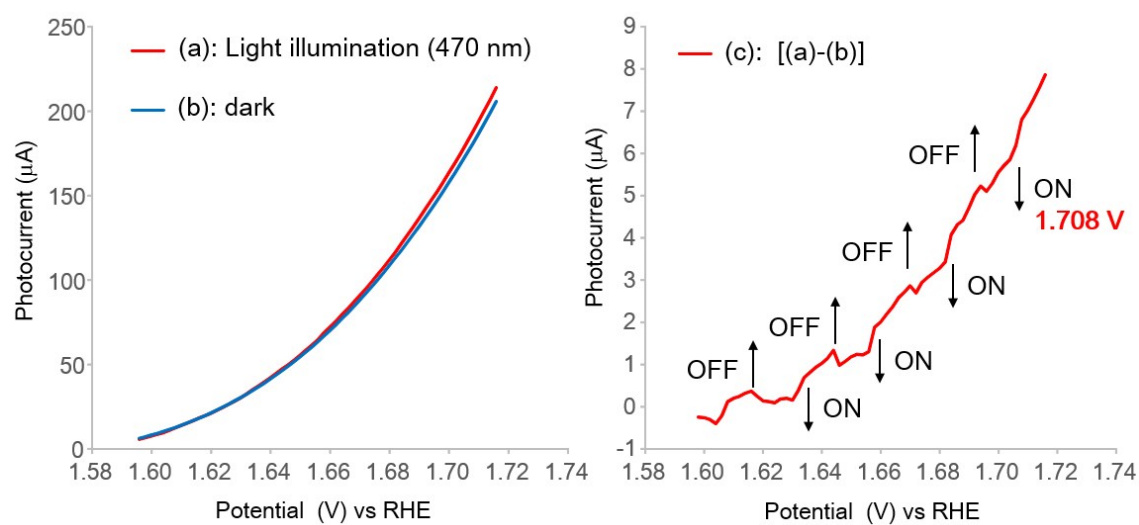 250
200
150
100
50
0
1.58 1.60 1.62 1.64 1.66 1.68 1.70 1.72 1.74
Photocurrent (μA)
Potential (V) vs RHE
(a): Light illumination (470 nm)
(b): dark
9
8
7
6
5
4
3
2
1
0
-1
1.58 1.60 1.62 1.64 1.66 1.68 1.70 1.72 1.74
Photocurrent (μA)
Potential (V) vs RHE
(c): [(a)-(b)]
OFF
ON
1.708 V
OFF
ON
OFF
ON
OFF
ON